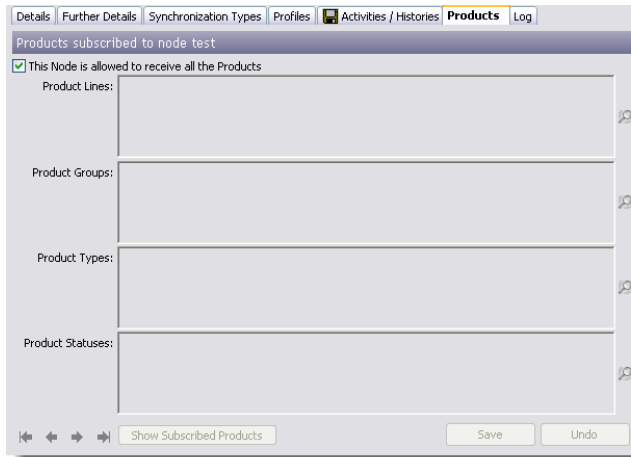 Details Further Details Synchronization Types Profiles Activities / Histories Products Log
Products subscribed to node test
This Node is allowed to receive all the Products
Product Lines:
Product Groups:
Product Types:
Product Statuses:
Show Subscribed Products Save Undo